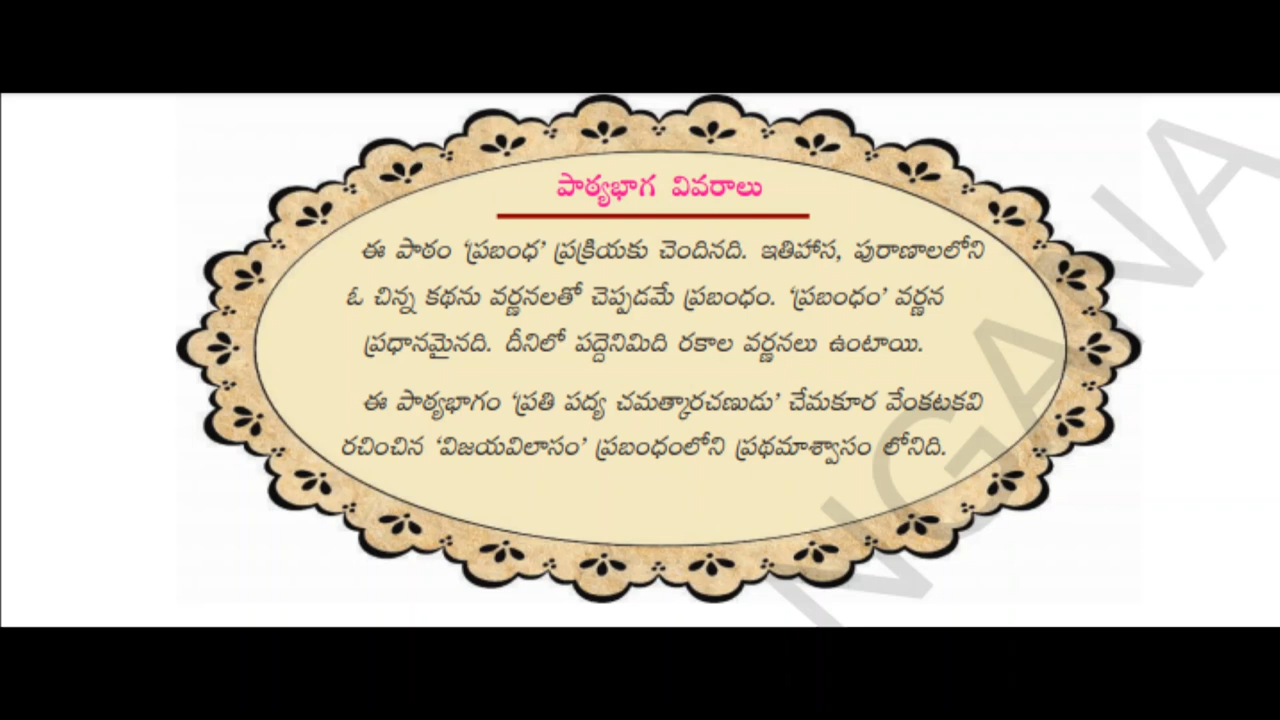 పాఠ్యభాగ వివరాలు
ఈ పాఠం ‘ప్రబంధ’ ప్రక్రియకు చెందినది. ఇతిహాస, పురాణాలలోని
ఓ చిన్న కథను వర్ణనలతో చెప్పడమే ప్రబంధం. ‘ప్రబంధం’ వర్ణన
ప్రధానమైనది. దీనిలో పద్దెనిమిది రకాల వర్ణనలు ఉంటాయి.
ఈ పాఠ్యభాగం ‘ప్రతి పద్య చమత్కారచణుడు’ చేమకూర వేంకటకవి
రచించిన ‘విజయవిలాసం’ ప్రబంధంలోని ప్రథమాశ్వాసం లోనిది.
NGANA